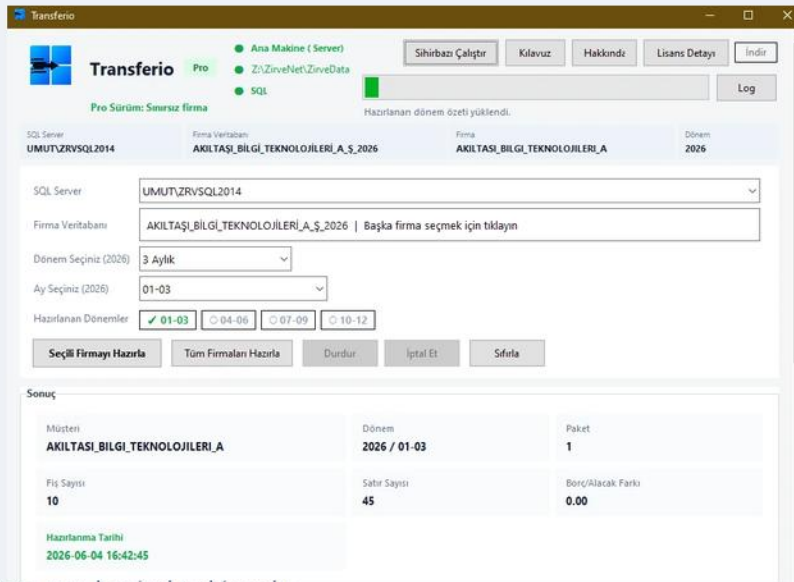 Transferio
Transferio Pro
Pro Sürüm: Sınırsız firma
Ana Makine ( Server)
Z:\ZirveNet\ZirveData
SQL
Sihirbazı Çalıştır Kılavuz Hakkında Lisans Detayı İndir
Log
Hazırlanan dönem özeti yüklendi.
SQL Server Firma Veritabanı Firma Dönem
UMUT\ZRVSQL2014 AKILTAŞI_BİLGİ_TEKNOLOJİLERİ_A_Ş_2026 AKILTASI_BILGI_TEKNOLOJILERI_A 2026
SQL Server UMUT\ZRVSQL2014
Firma Veritabanı AKILTAŞI_BİLGİ_TEKNOLOJİLERİ_A_Ş_2026 | Başka firma seçmek için tıklayın
Dönem Seçiniz (2026) 3 Aylık
Ay Seçiniz (2026) 01-03
Hazırlanan Dönemler ✓ 01-03 04-06 07-09 10-12
Seçili Firmayı Hazırla Tüm Firmaları Hazırla Durdur İptal Et Sıfırla
Sonuç
Müşteri Dönem Paket
AKILTASI_BILGI_TEKNOLOJILERI_A 2026 / 01-03 1
Fiş Sayısı Satır Sayısı Borç/Alacak Farkı
10 45 0.00
Hazırlanma Tarihi
2026-06-04 16:42:45